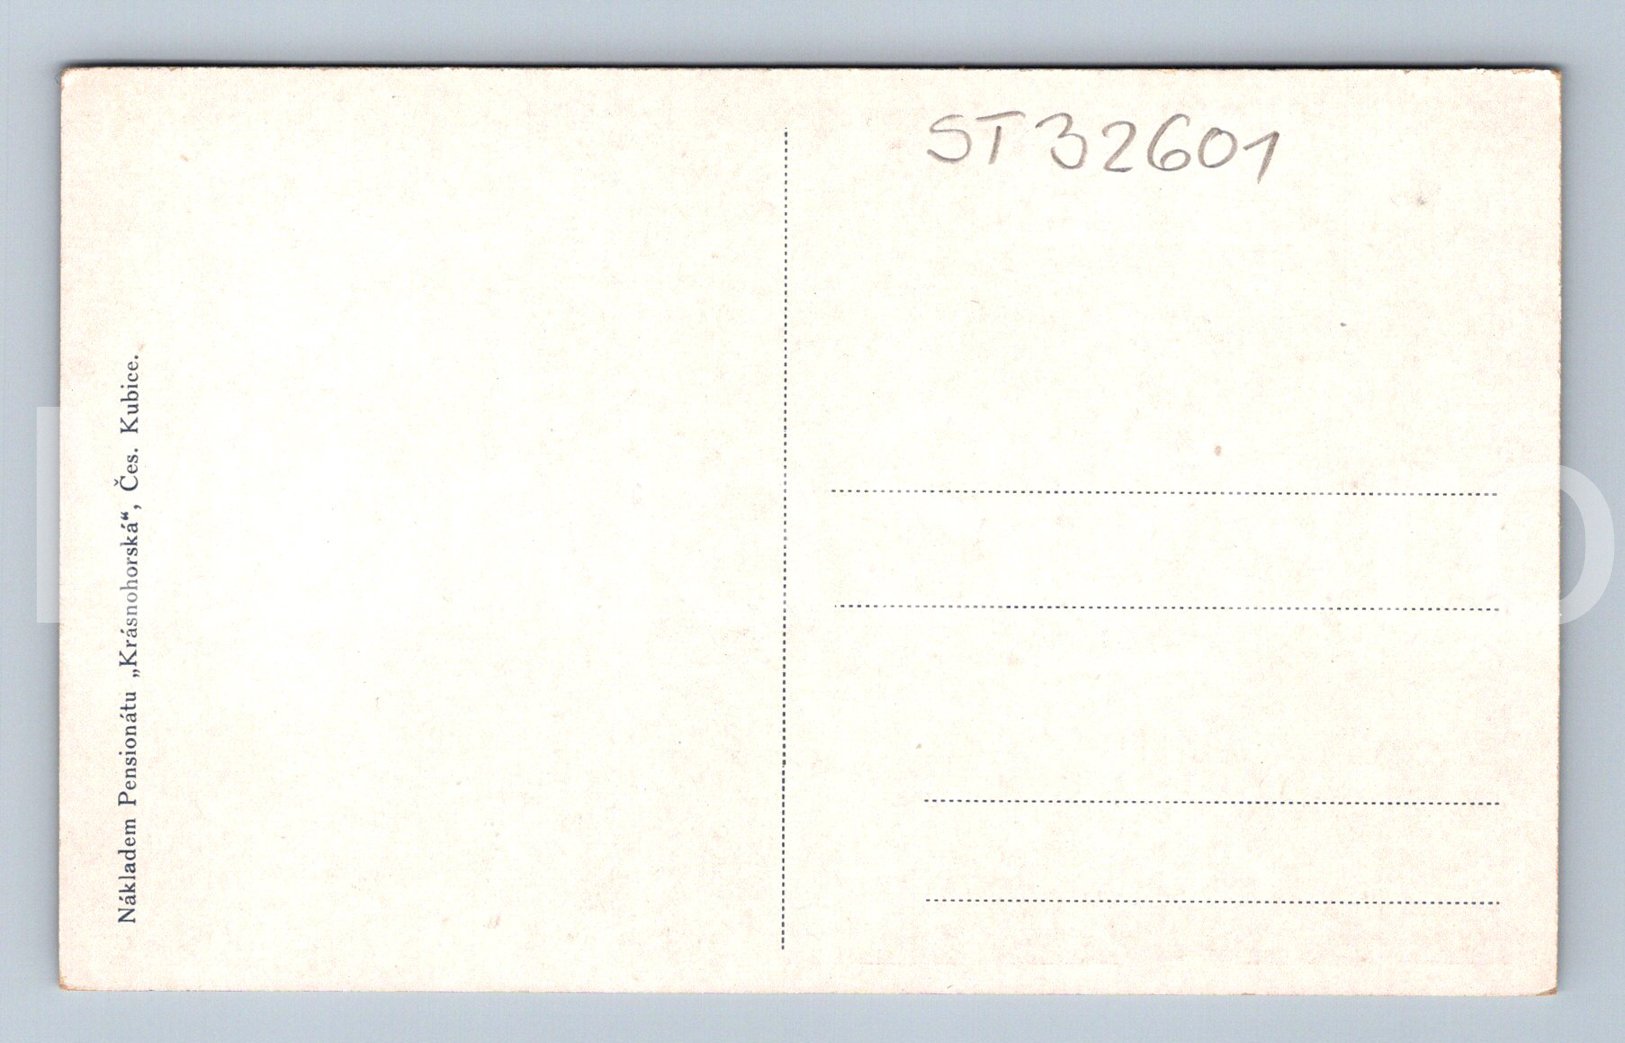 ST32601
Nákladem Pensionátu „Krásnohorská“, Čes. Kubice.